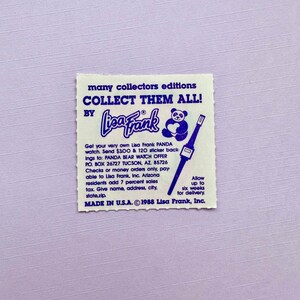 many collectors editions
COLLECT THEM ALL!
BY Lisa Frank®
Get your very own Lisa Frank PANDA
watch. Send $3.00 & 120 sticker back
ings to: PANDA BEAR WATCH OFFER
P.O. BOX 26727 TUCSON, AZ. 85726
Checks or money orders only, pay
able to Lisa Frank, Inc. Arizona
residents add 7 percent sales
tax. Give name, address, city,
state, zip.
Allow
up to
six weeks
for delivery.
MADE IN U.S.A. ©1988 Lisa Frank, Inc.